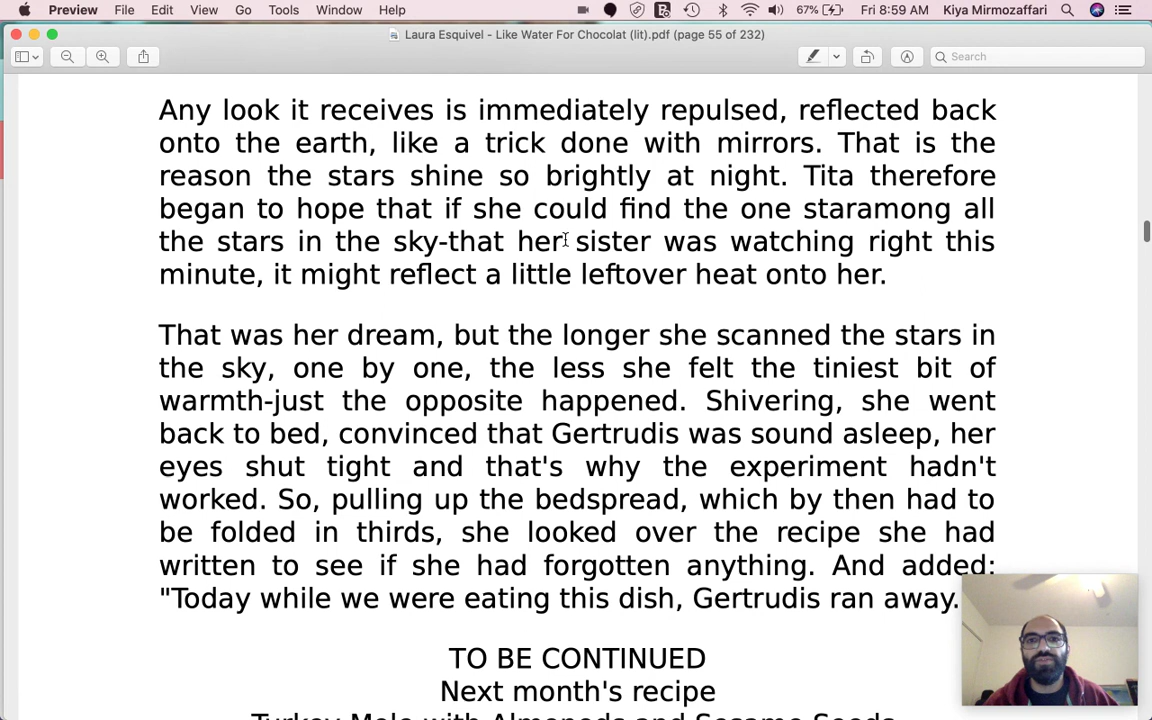 Preview File Edit View Go Tools Window Help 67% Fri 8:59 AM Kiya Mirmozaffari
Laura Esquivel - Like Water For Chocolat (lit).pdf (page 55 of 232)
Search
Any look it receives is immediately repulsed, reflected back
onto the earth, like a trick done with mirrors. That is the
reason the stars shine so brightly at night. Tita therefore
began to hope that if she could find the one staramong all
the stars in the sky-that her sister was watching right this
minute, it might reflect a little leftover heat onto her.
That was her dream, but the longer she scanned the stars in
the sky, one by one, the less she felt the tiniest bit of
warmth-just the opposite happened. Shivering, she went
back to bed, convinced that Gertrudis was sound asleep, her
eyes shut tight and that's why the experiment hadn't
worked. So, pulling up the bedspread, which by then had to
be folded in thirds, she looked over the recipe she had
written to see if she had forgotten anything. And added:
"Today while we were eating this dish, Gertrudis ran away.
TO BE CONTINUED
Next month's recipe
Turkey Mole with Almonds and Sesame Seeds